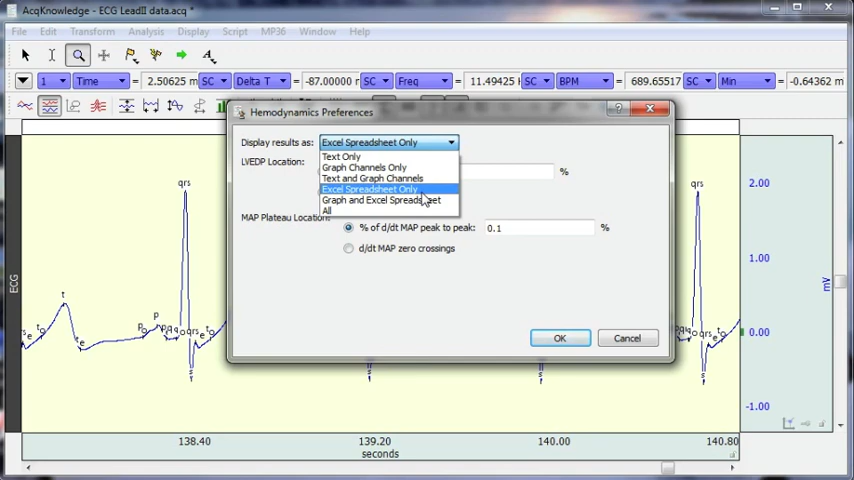 AcqKnowledge - ECG LeadII data.acq *
File Edit Transform Analysis Display Script MP36 Window Help
1 Time 2.50625 m SC Delta T -87.00000 m SC Freq 11.49425 H SC BPM 689.65517 SC Min -0.64362 m
Hemodynamics Preferences
Display results as: Excel Spreadsheet Only
Text Only
Graph Channels Only
Text and Graph Channels
Excel Spreadsheet Only
Graph and Excel Spreadsheet
All
LVEDP Location: %
MAP Plateau Location:
% of d/dt MAP peak to peak: 0.1 %
d/dt MAP zero crossings
OK Cancel
ECG
qrs
t
p
qrs
2.00
1.00
mV
0.00
-1.00
138.40 139.20 140.00 140.80
seconds